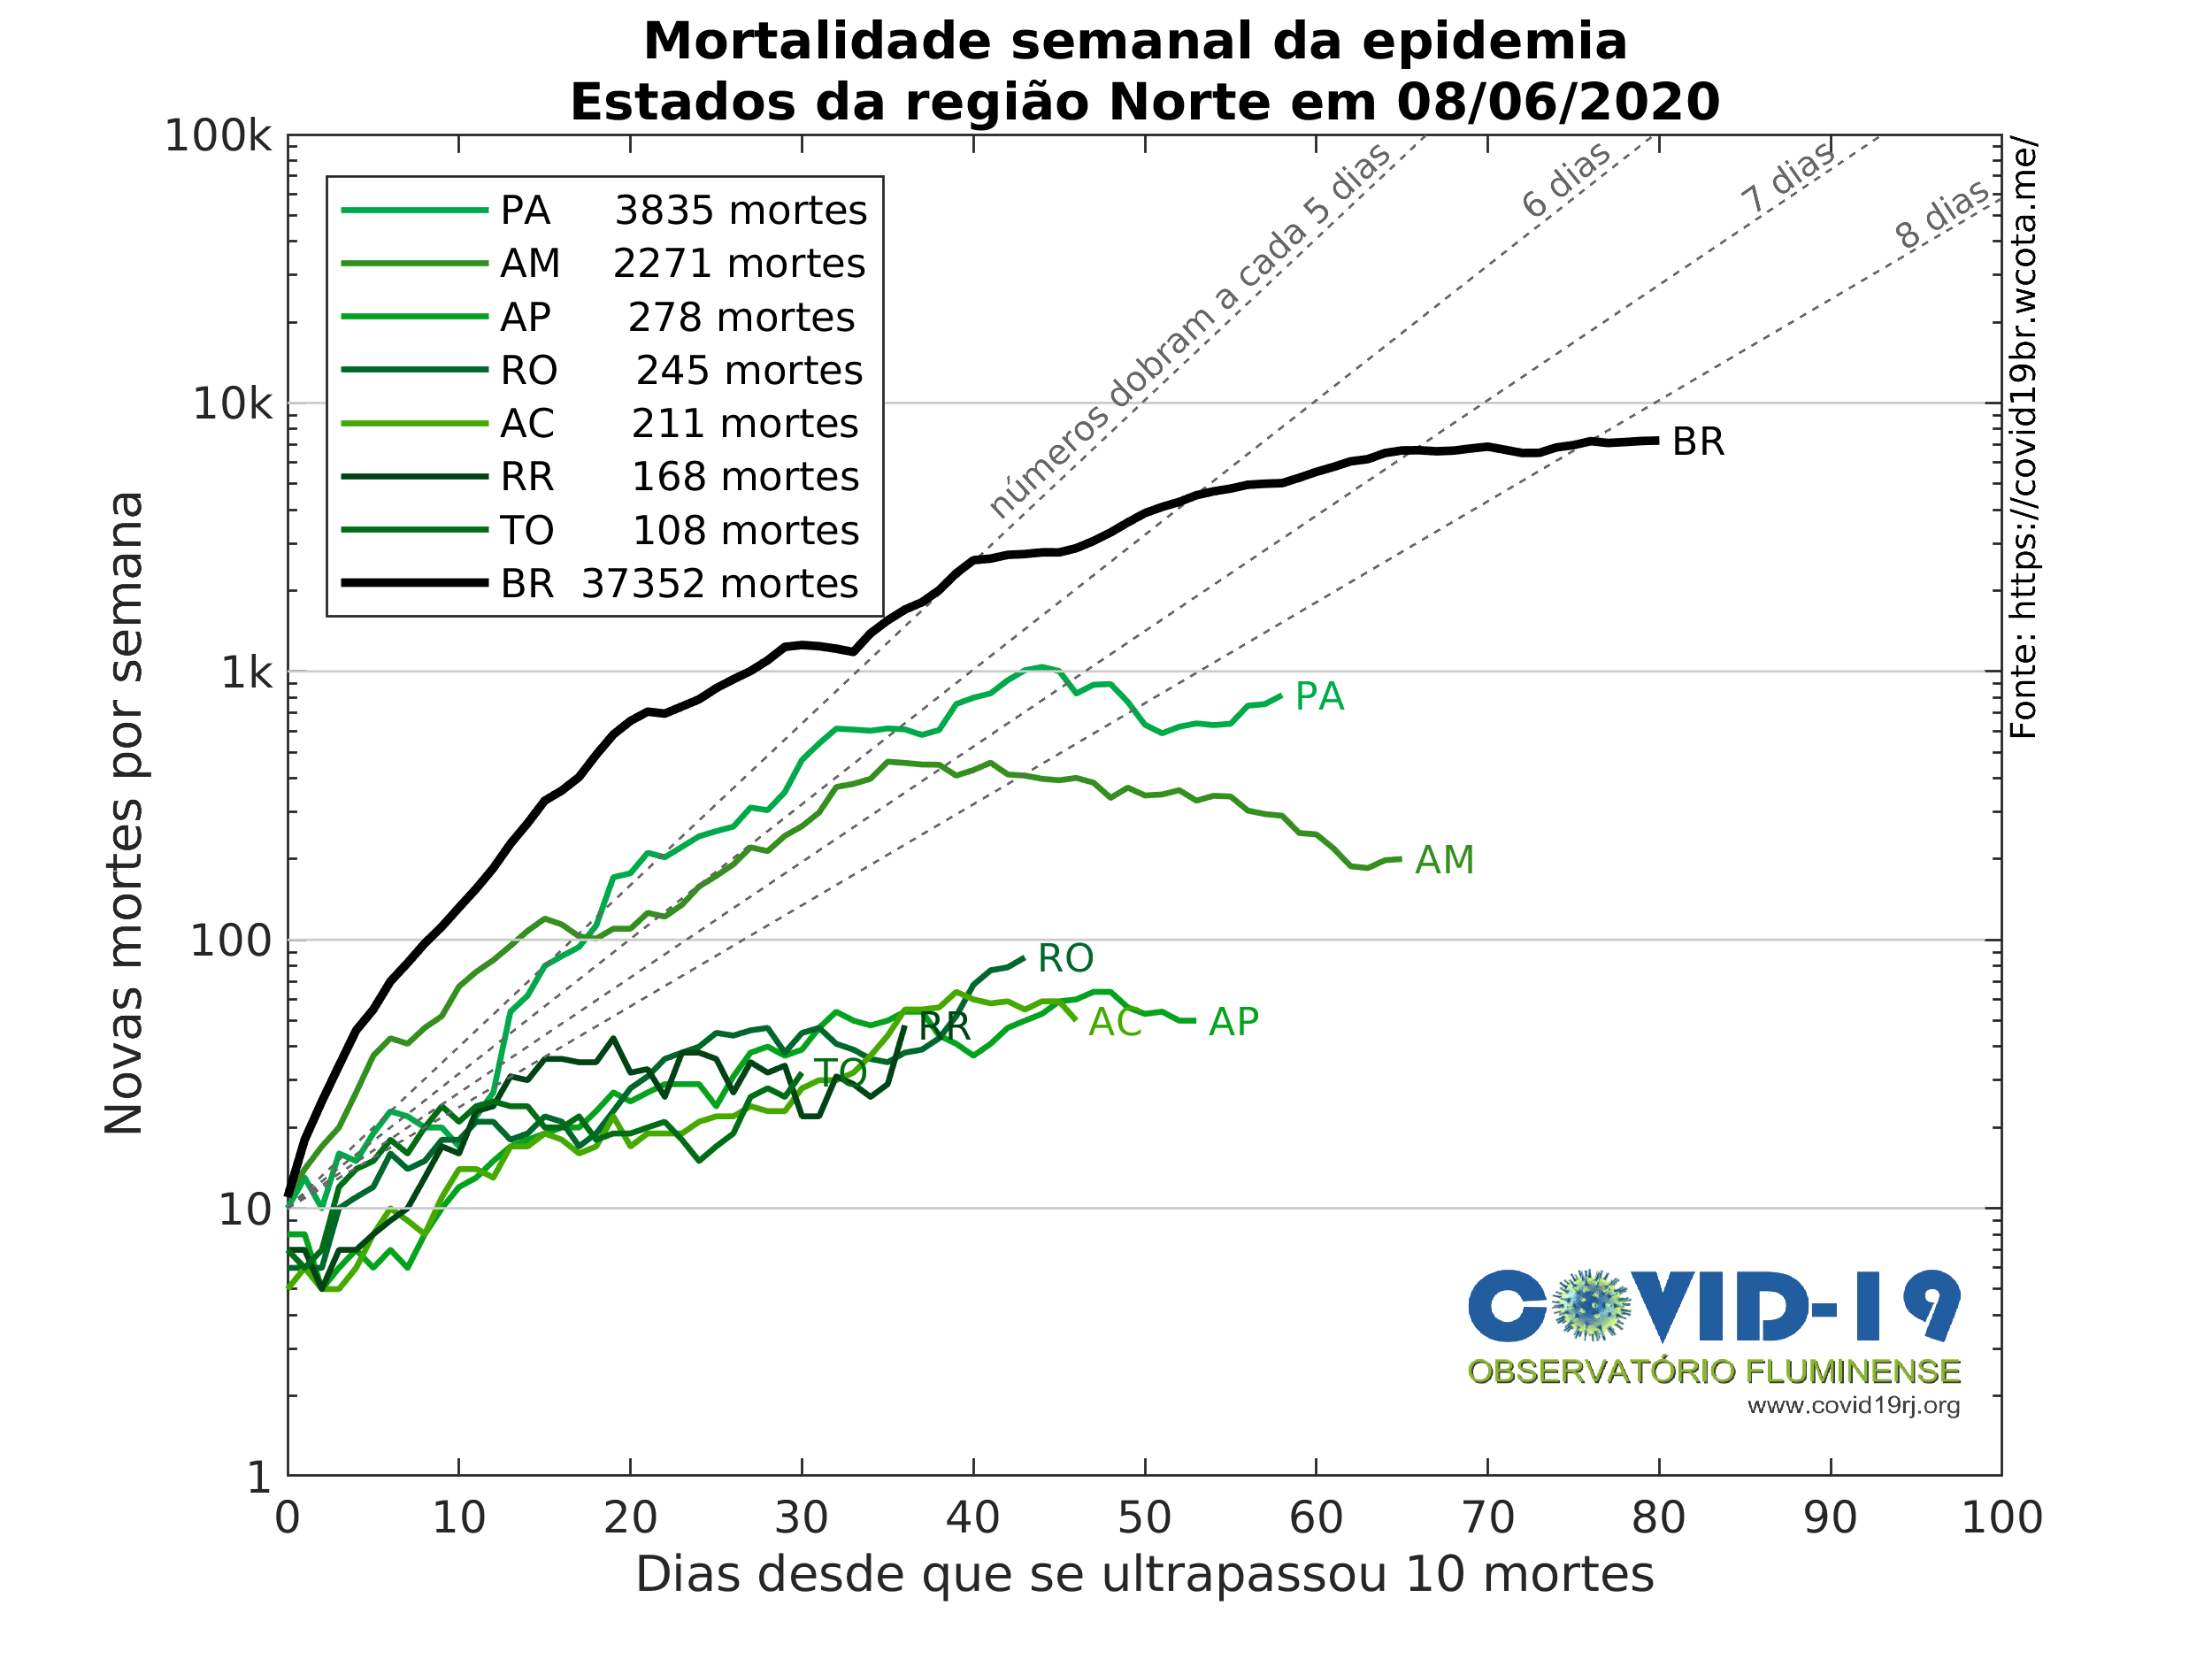 Mortalidade semanal da epidemia
Estados da região Norte em 08/06/2020
100k
10k
1k
100
10
1
Novas mortes por semana
PA 3835 mortes
AM 2271 mortes
AP 278 mortes
RO 245 mortes
AC 211 mortes
RR 168 mortes
TO 108 mortes
BR 37352 mortes
números dobram a cada 5 dias
6 dias
7 dias
8 dias
BR
PA
AM
RO
RR
AC
AP
TO
Fonte: https://covid19br.wcota.me/
COVID-19
OBSERVATÓRIO FLUMINENSE
www.covid19rj.org
0 10 20 30 40 50 60 70 80 90 100
Dias desde que se ultrapassou 10 mortes